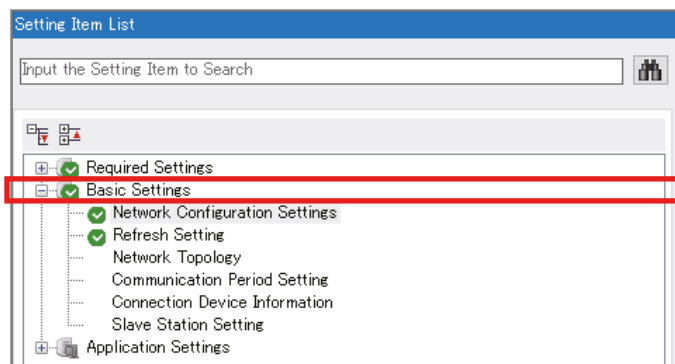 Setting Item List
Input the Setting Item to Search
Required Settings
Basic Settings
Network Configuration Settings
Refresh Setting
Network Topology
Communication Period Setting
Connection Device Information
Slave Station Setting
Application Settings